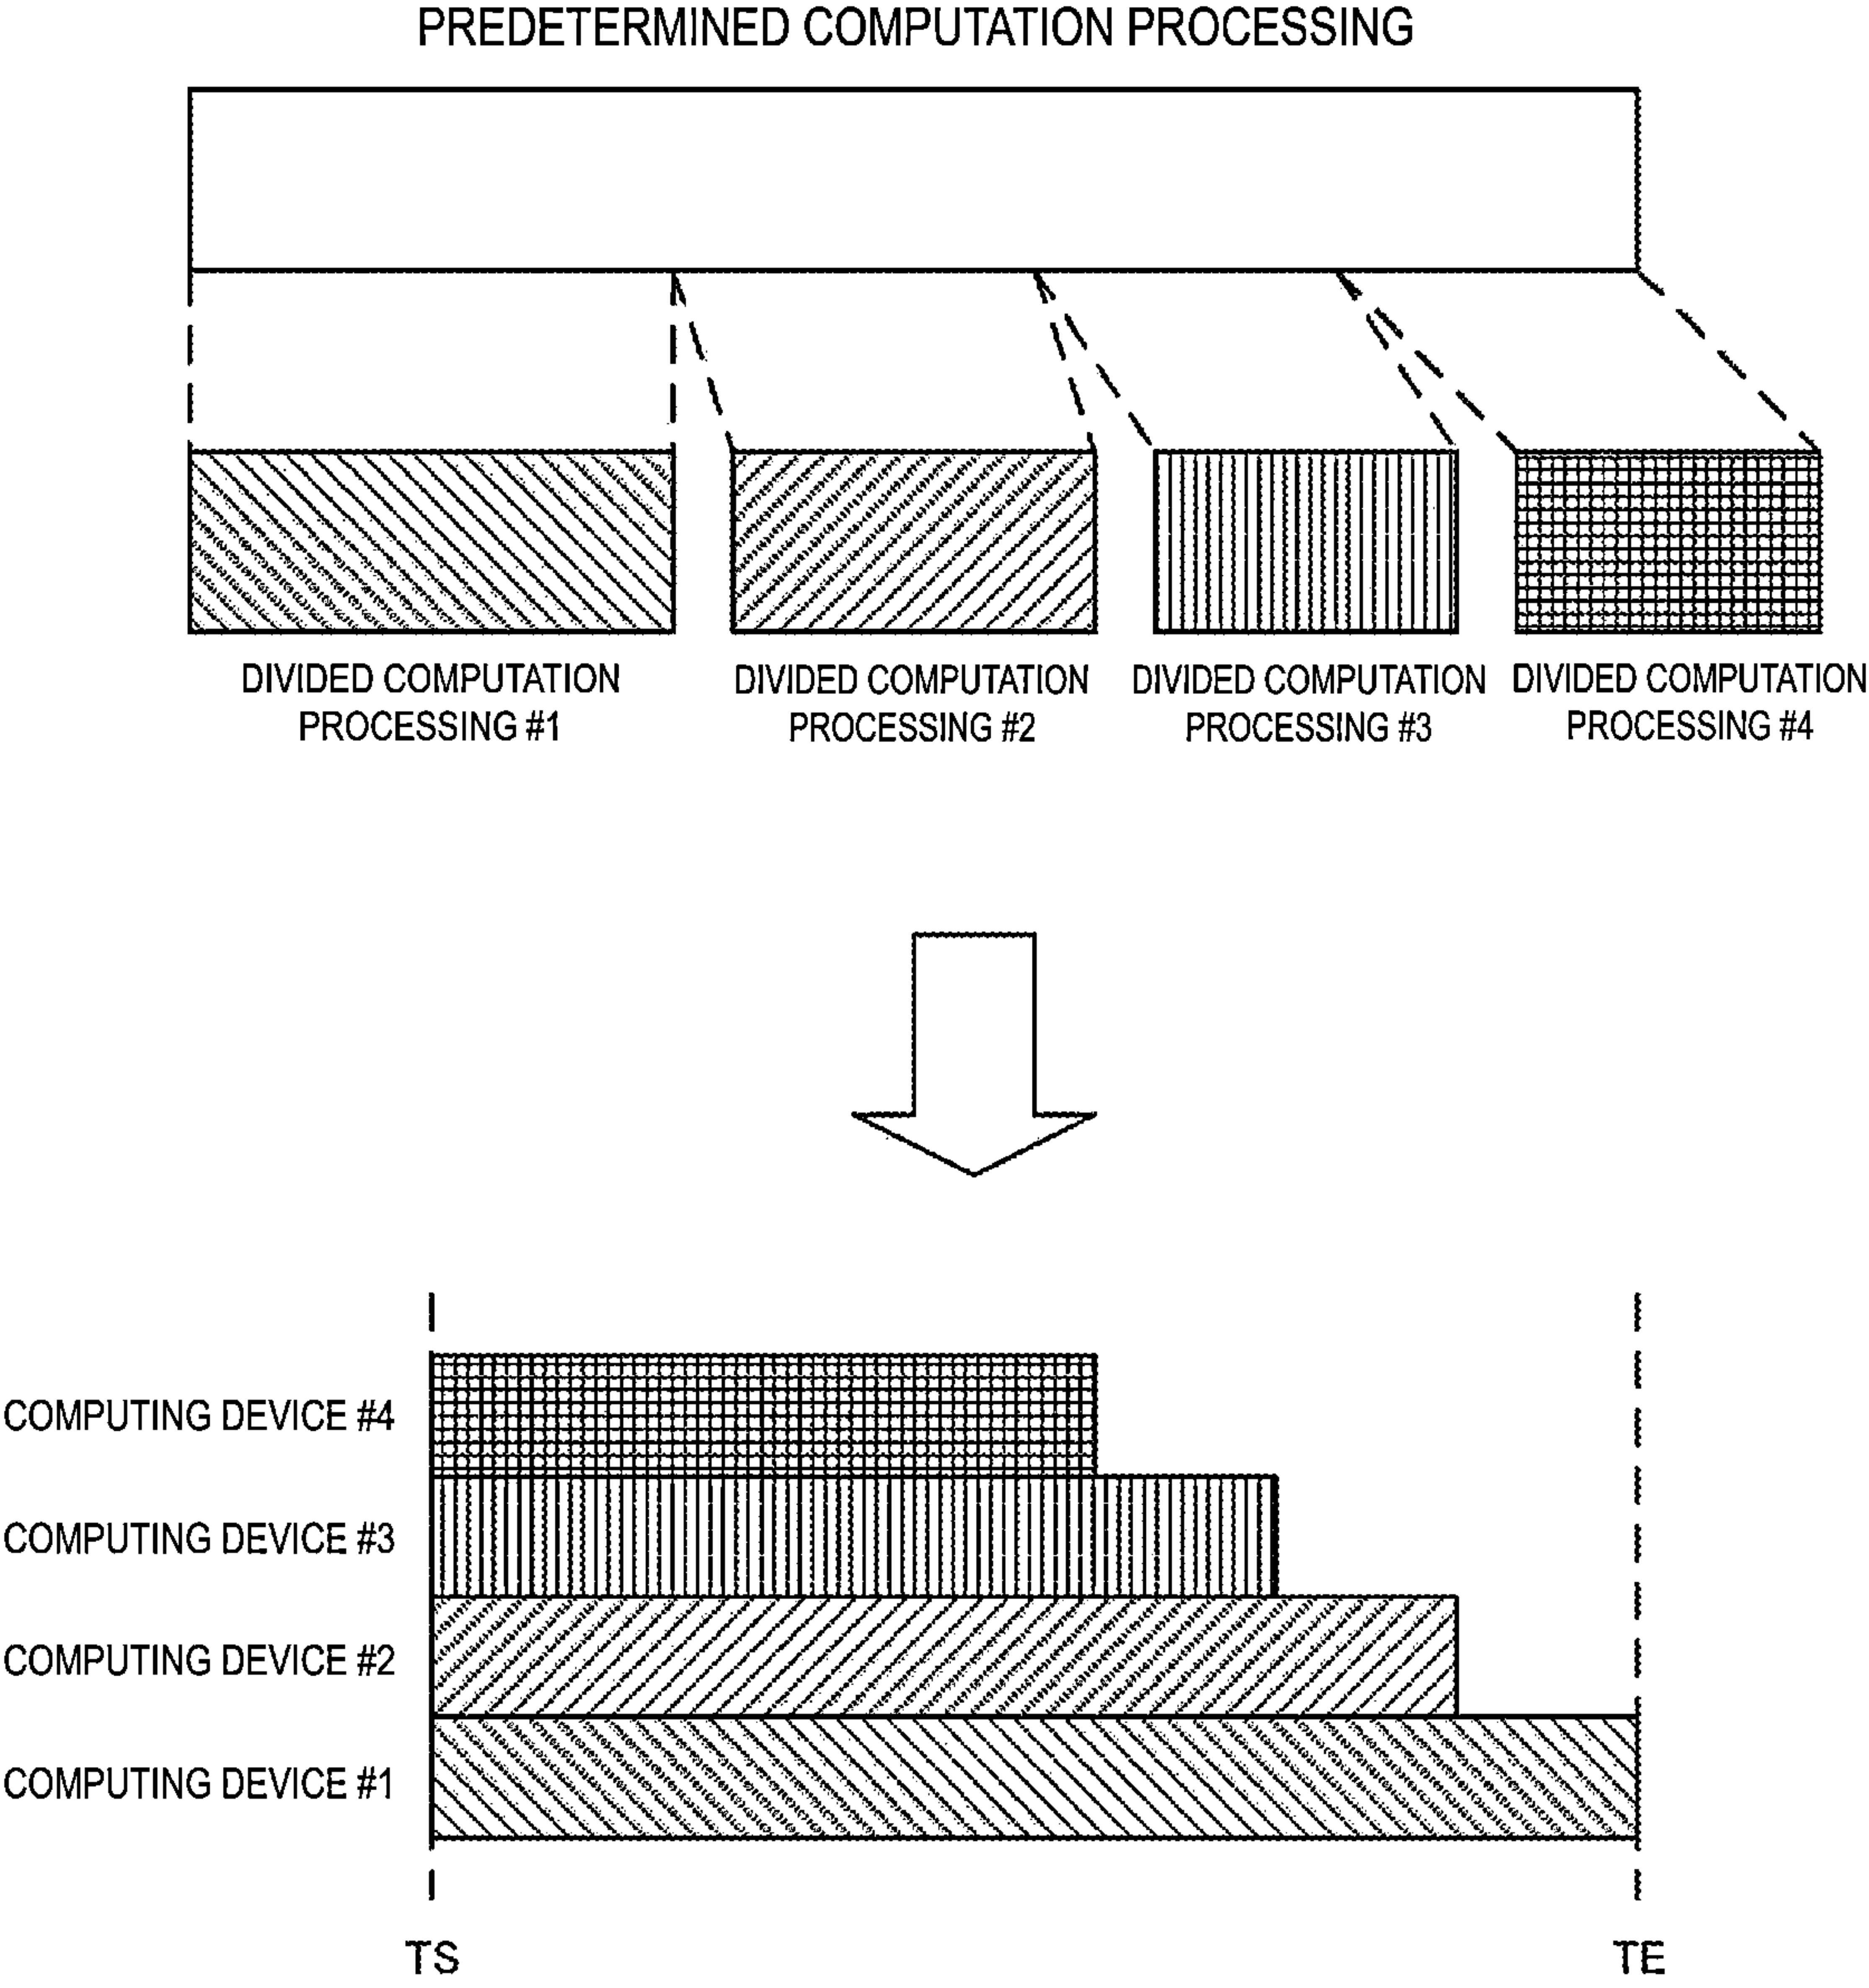 PREDETERMINED COMPUTATION PROCESSING
DIVIDED COMPUTATION
PROCESSING #1
DIVIDED COMPUTATION
PROCESSING #2
DIVIDED COMPUTATION
PROCESSING #3
DIVIDED COMPUTATION
PROCESSING #4
COMPUTING DEVICE #4
COMPUTING DEVICE #3
COMPUTING DEVICE #2
COMPUTING DEVICE #1
TS
TE